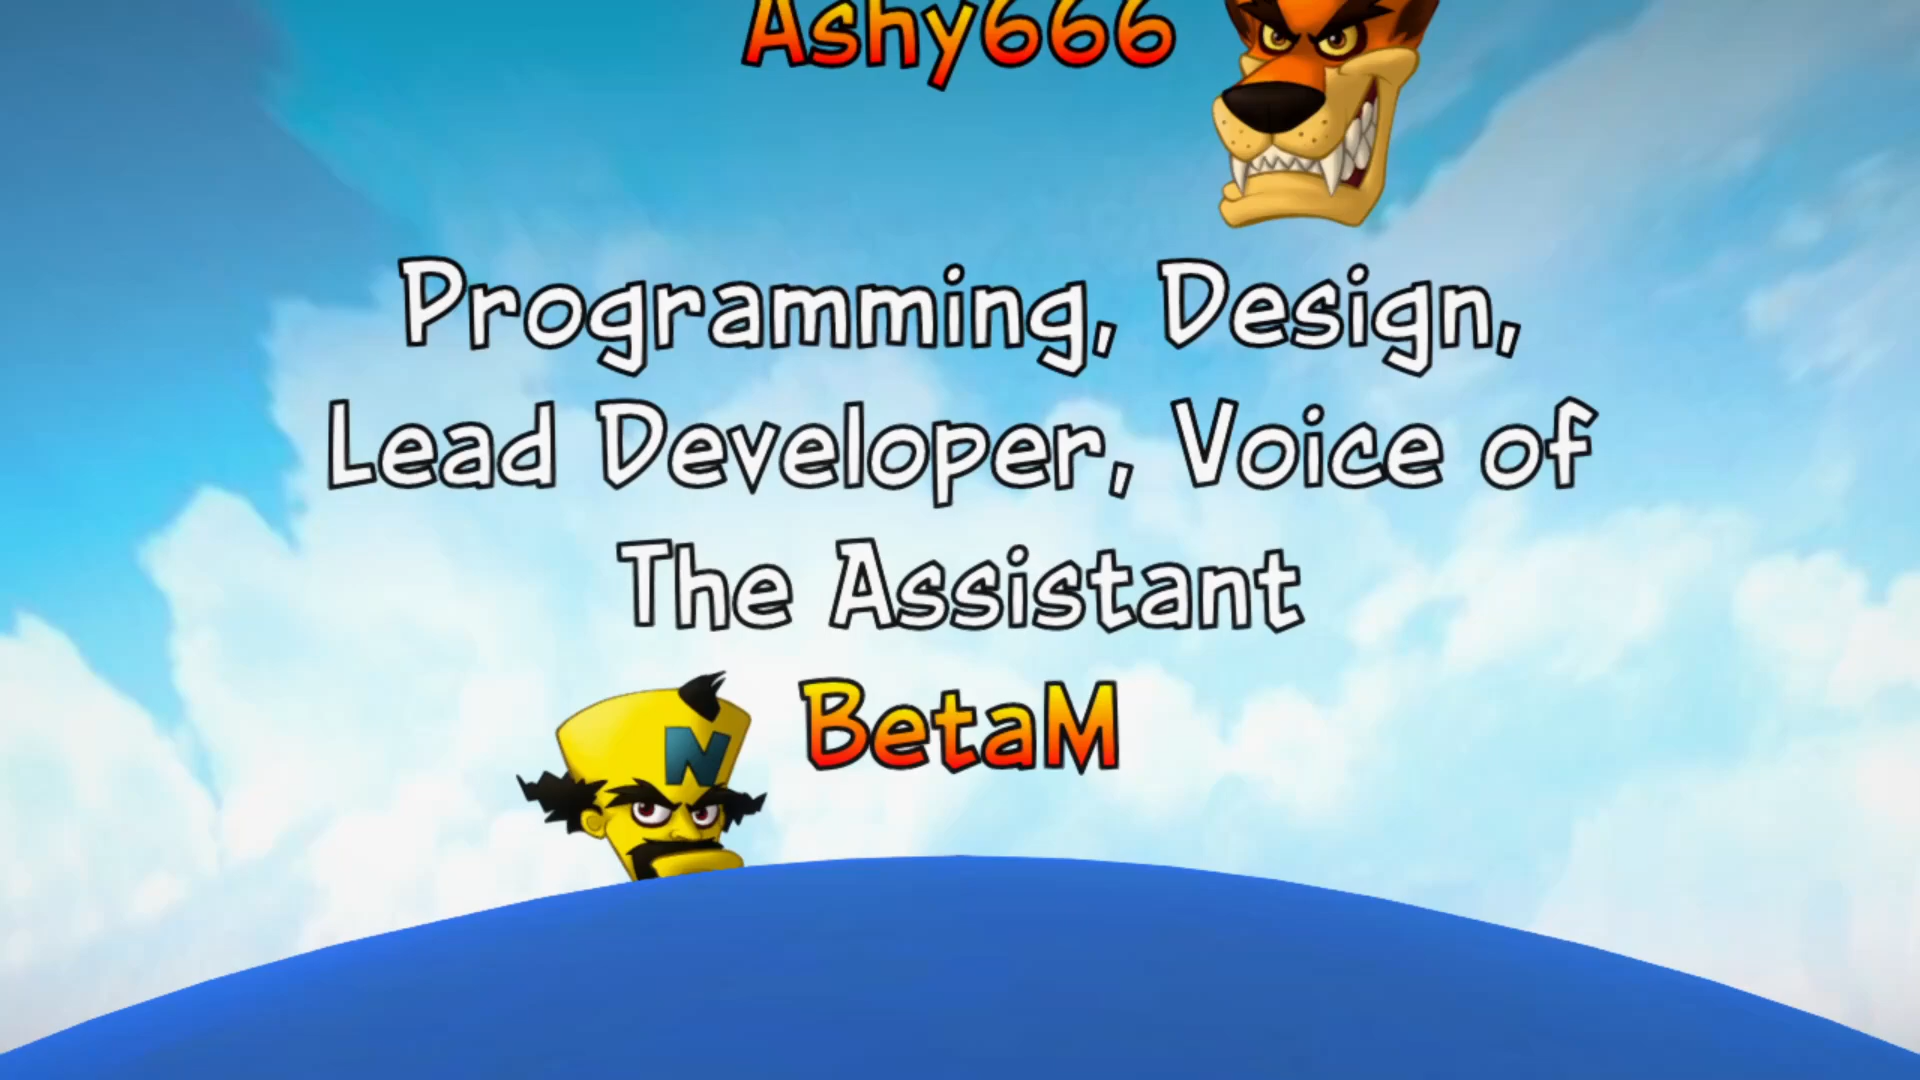 Ashy666
Programming, Design,
Lead Developer, Voice of
The Assistant
BetaM
N